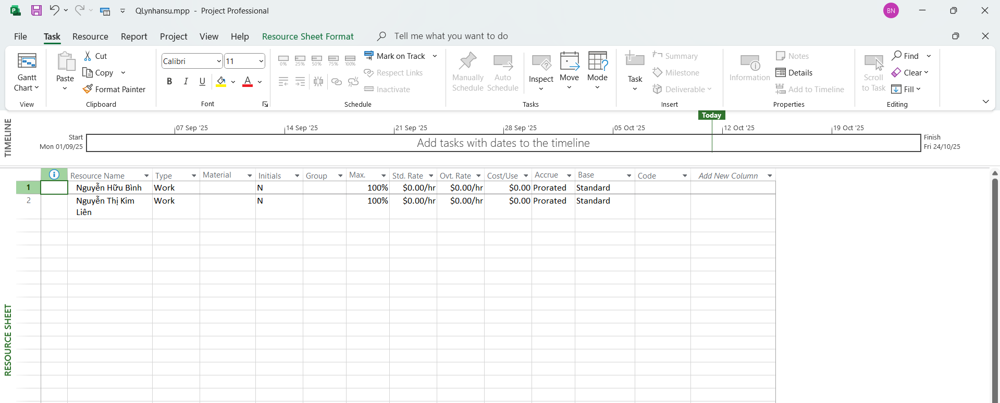 QLynhansu.mpp - Project Professional
BN
File Task Resource Report Project View Help Resource Sheet Format Tell me what you want to do
Gantt Chart
View
Paste
Cut
Copy
Format Painter
Clipboard
Calibri 11
B I U A
Font
0% 25% 50% 75% 100%
Mark on Track
Respect Links
Inactivate
Schedule
Manually Schedule
Auto Schedule
Inspect
Move
Mode
Tasks
Task
Summary
Milestone
Deliverable
Insert
Information
Notes
Details
Add to Timeline
Properties
Scroll to Task
Find
Clear
Fill
Editing
TIMELINE
Today
07 Sep '25 14 Sep '25 21 Sep '25 28 Sep '25 05 Oct '25 12 Oct '25 19 Oct '25
Start
Mon 01/09/25
Add tasks with dates to the timeline
Finish
Fri 24/10/25
Resource Name Type Material Initials Group Max. Std. Rate Ovt. Rate Cost/Use Accrue Base Code Add New Column
1 Nguyễn Hữu Bình Work N 100% $0.00/hr $0.00/hr $0.00 Prorated Standard
2 Nguyễn Thị Kim Liên Work N 100% $0.00/hr $0.00/hr $0.00 Prorated Standard
RESOURCE SHEET